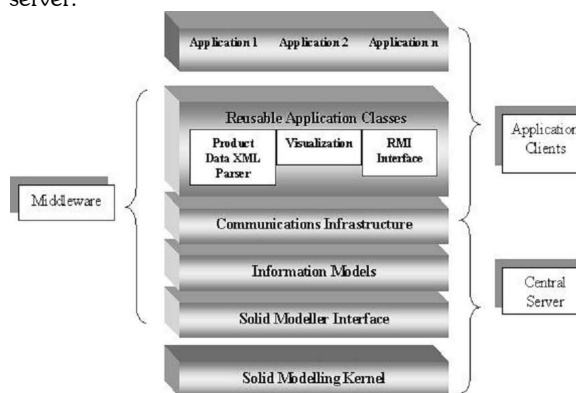 server.
Application 1 Application 2 Application n
Reusable Application Classes
Product
Data XML
Parser
Visualization
RMI
Interface
Application
Clients
Middleware
Communications Infrastructure
Information Models
Central
Server
Solid Modeller Interface
Solid Modelling Kernel